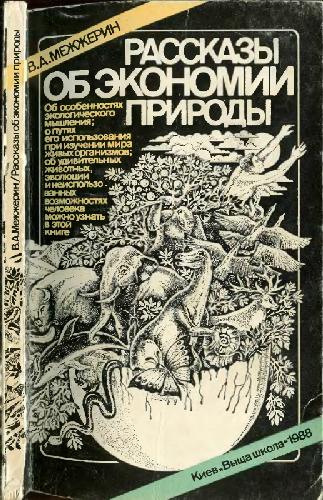 В.А.Межжерин/Рассказы об экономии природы
В.А.МЕЖЖЕРИН
РАССКАЗЫ
ОБ ЭКОНОМИИ
ПРИРОДЫ
Об особенностях
экологического
мышления;
о путях
его использования
при изучении мира
живых организмов;
об удивительных
животных,
эволюции
и неиспользо-
ванных
возможностях
человека
можно узнать
в этой
книге
Киев«Выща школа»1988